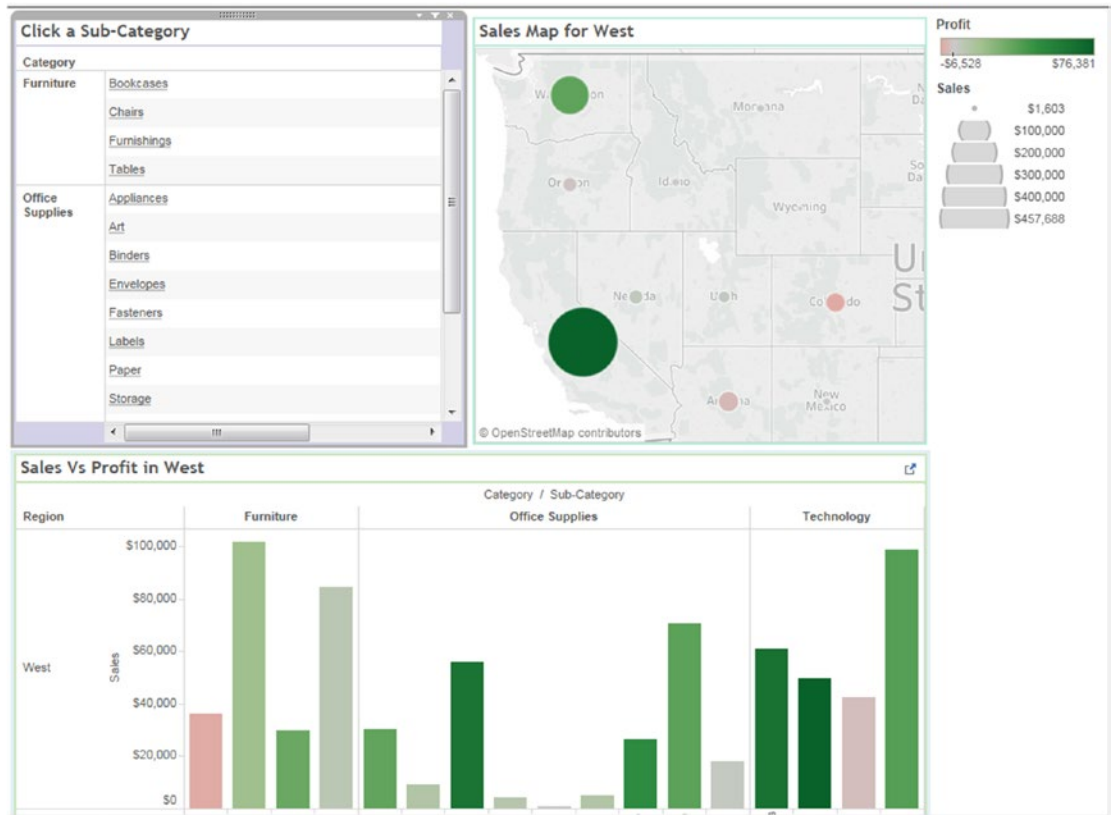 Click a Sub-Category
Category
Furniture
Bookcases
Chairs
Furnishings
Tables
Office Supplies
Appliances
Art
Binders
Envelopes
Fasteners
Labels
Paper
Storage
Sales Map for West
Montana
Oregon
Idaho
Wyoming
Nevada
Utah
Colorado
Arizona
New Mexico
© OpenStreetMap contributors
Profit
-$6,528 $76,381
Sales
$1,603
$100,000
$200,000
$300,000
$400,000
$457,688
Sales Vs Profit in West
Category / Sub-Category
Region Furniture Office Supplies Technology
West
Sales
$100,000
$80,000
$60,000
$40,000
$20,000
$0